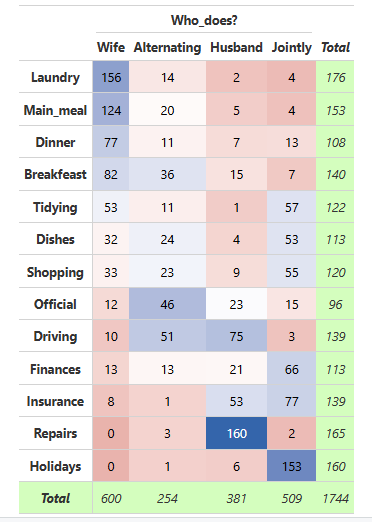 Who_does?
Wife Alternating Husband Jointly Total
Laundry 156 14 2 4 176
Main_meal 124 20 5 4 153
Dinner 77 11 7 13 108
Breakfeast 82 36 15 7 140
Tidying 53 11 1 57 122
Dishes 32 24 4 53 113
Shopping 33 23 9 55 120
Official 12 46 23 15 96
Driving 10 51 75 3 139
Finances 13 13 21 66 113
Insurance 8 1 53 77 139
Repairs 0 3 160 2 165
Holidays 0 1 6 153 160
Total 600 254 381 509 1744